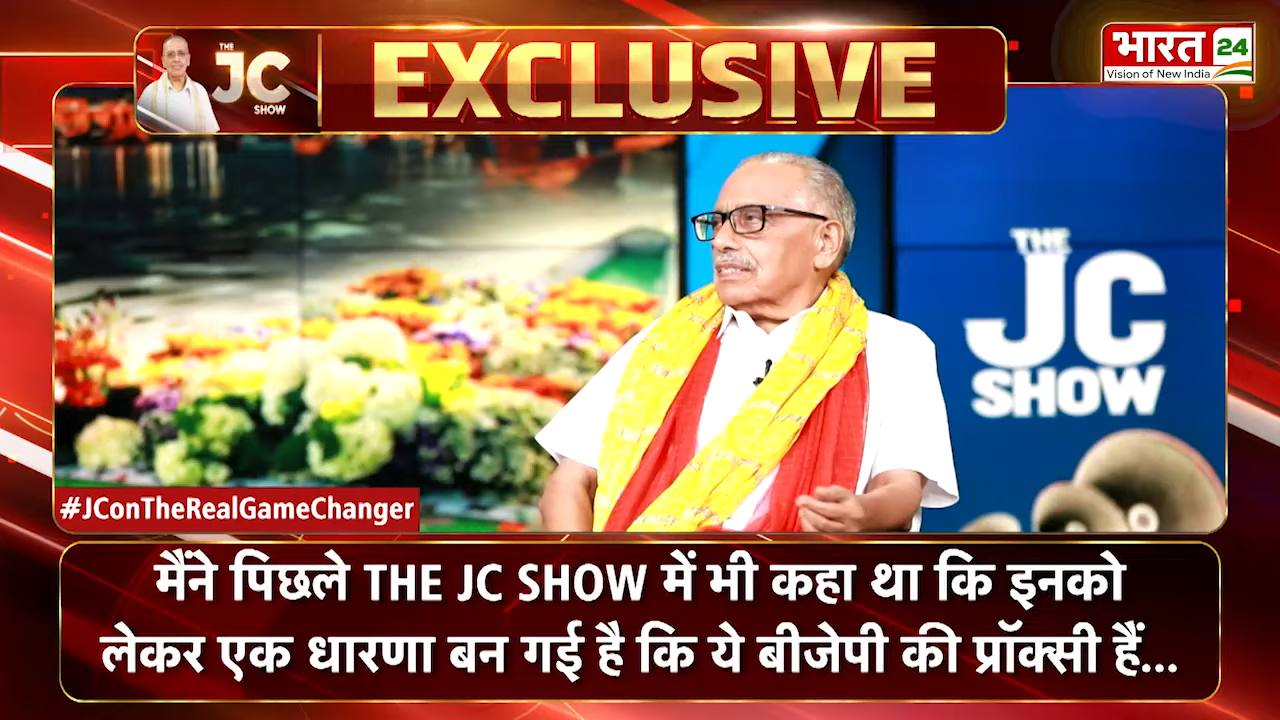 THE
JC
SHOW
EXCLUSIVE
भारत 24
Vision of New India
THE
JC
SHOW
#JConTheRealGameChanger
मैंने पिछले THE JC SHOW में भी कहा था कि इनको
लेकर एक धारणा बन गई है कि ये बीजेपी की प्रॉक्सी हैं...